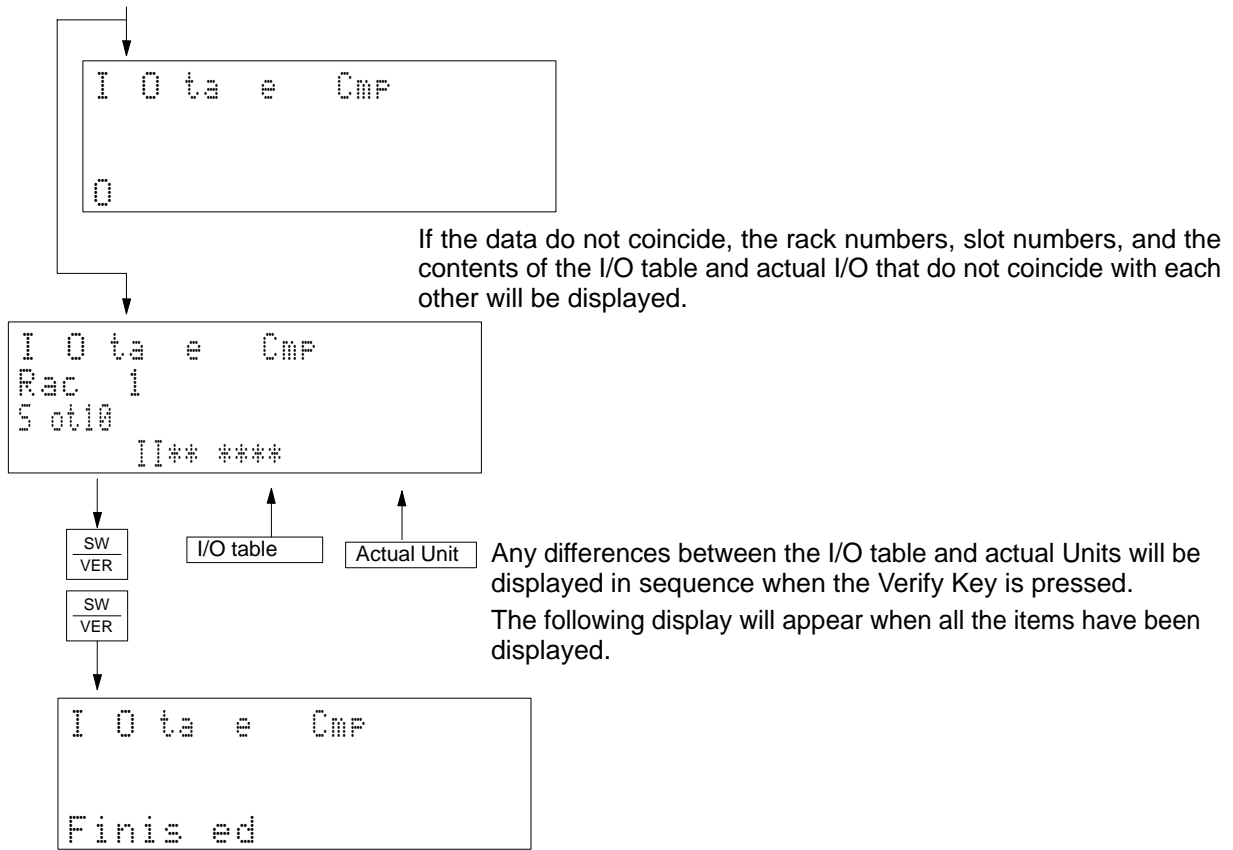 I O ta e Cmp
O
If the data do not coincide, the rack numbers, slot numbers, and the
contents of the I/O table and actual I/O that do not coincide with each
other will be displayed.
I O ta e Cmp
Rac 1
S ot10
II** ****
SW
VER
I/O table
Actual Unit
Any differences between the I/O table and actual Units will be
displayed in sequence when the Verify Key is pressed.
SW
VER
The following display will appear when all the items have been
displayed.
I O ta e Cmp
Finis ed